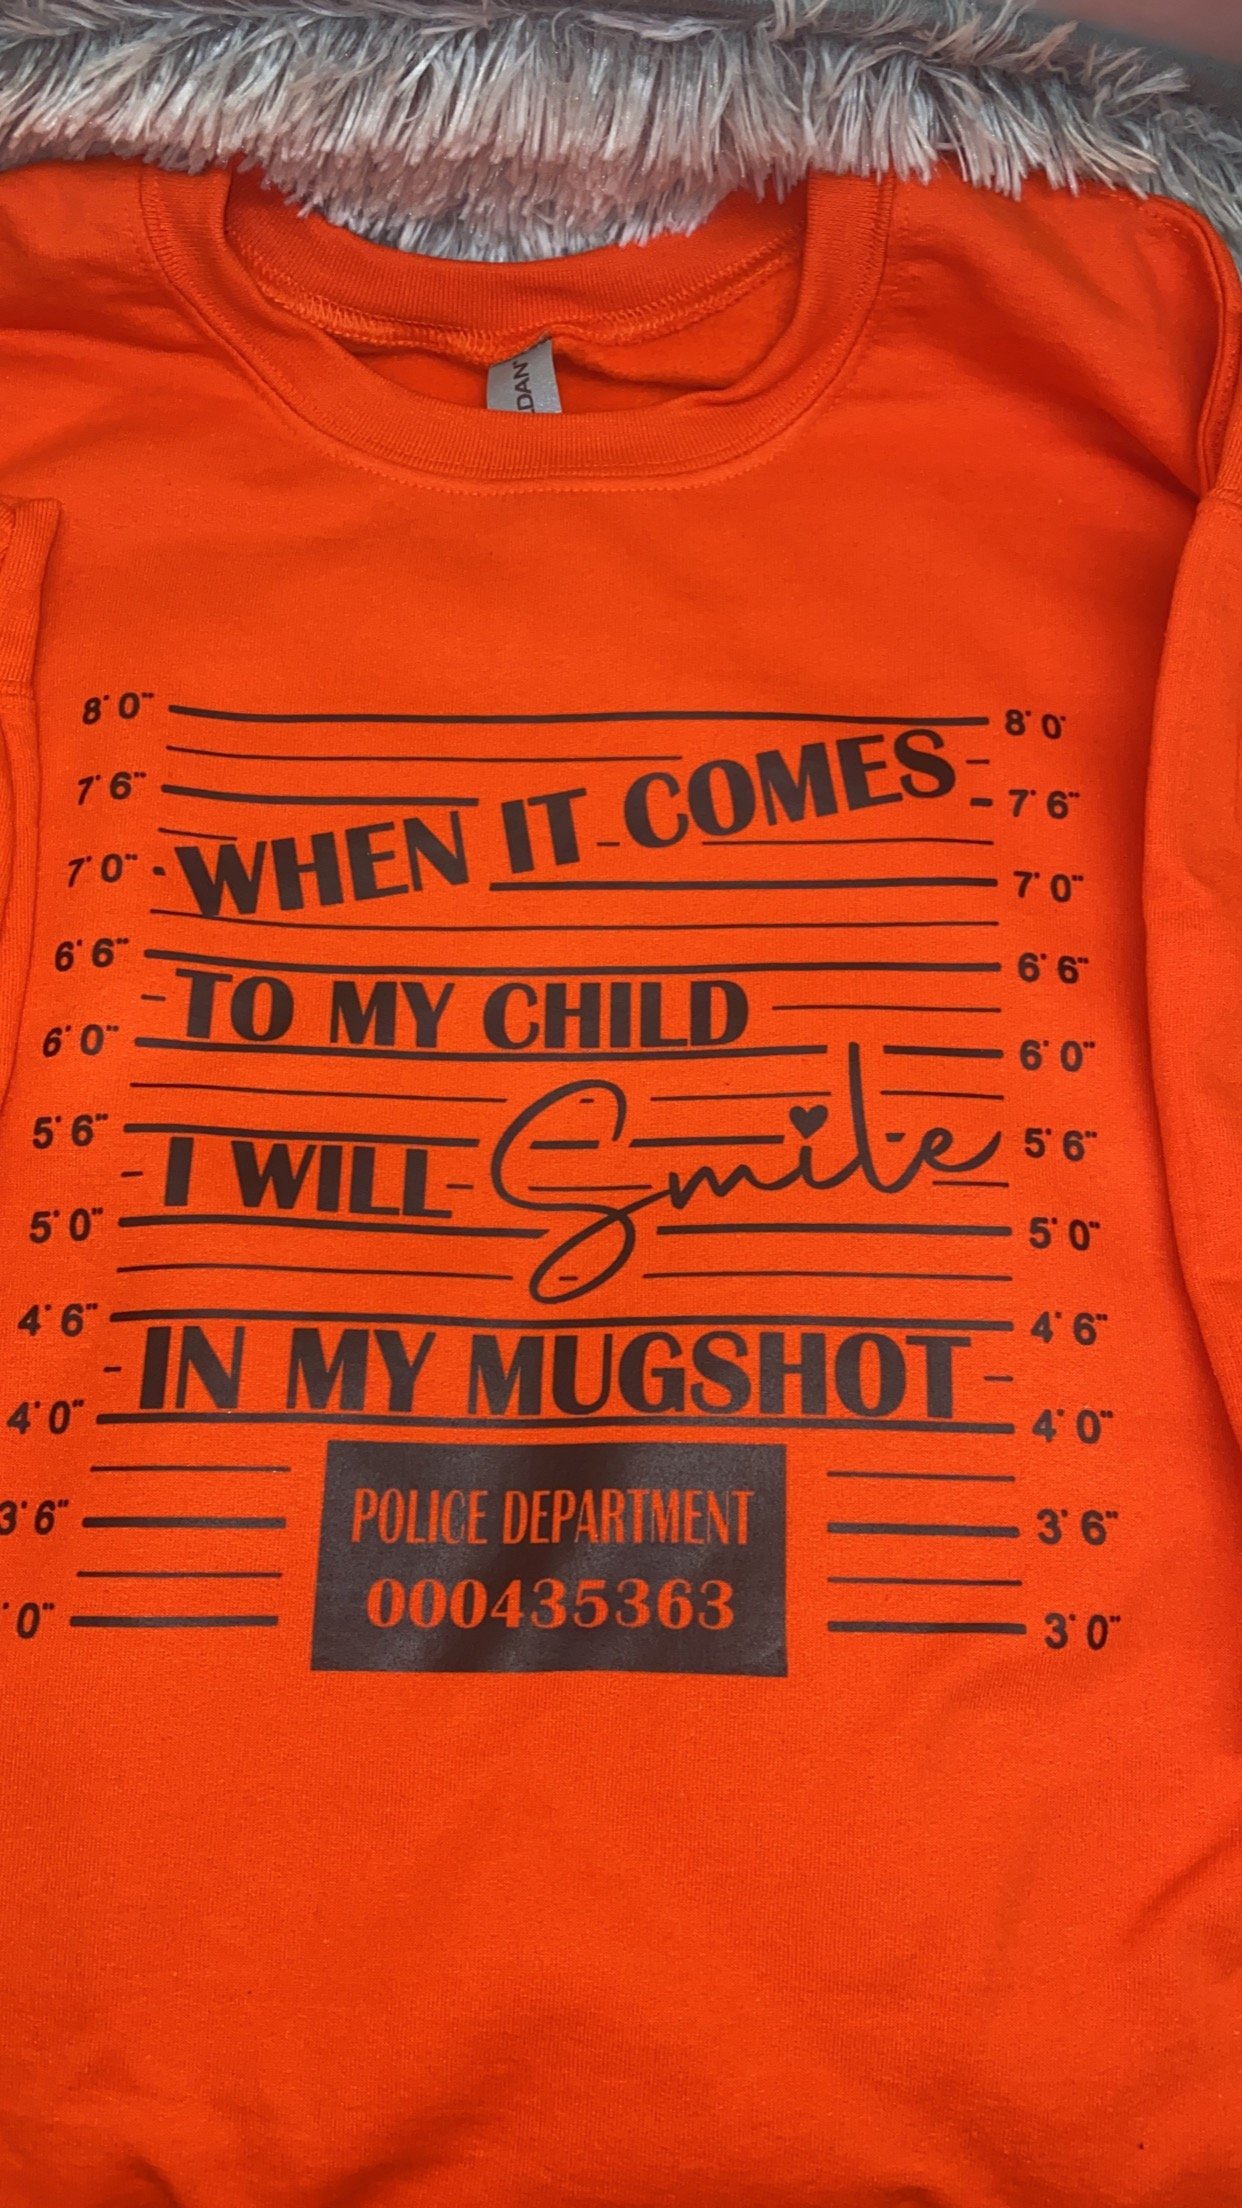 LDAN
8' 0" 8' 0'
7' 6" 7' 6"
WHEN IT COMES
7' 0" 7' 0"
6' 6" 6' 6"
TO MY CHILD
6' 0" 6' 0"
5' 6" 5' 6"
I WILL Smile
5' 0" 5' 0"
4' 6" 4' 6"
IN MY MUGSHOT
4' 0" 4' 0"
POLICE DEPARTMENT
3' 6" 3' 6"
000435363
' 0" 3' 0"